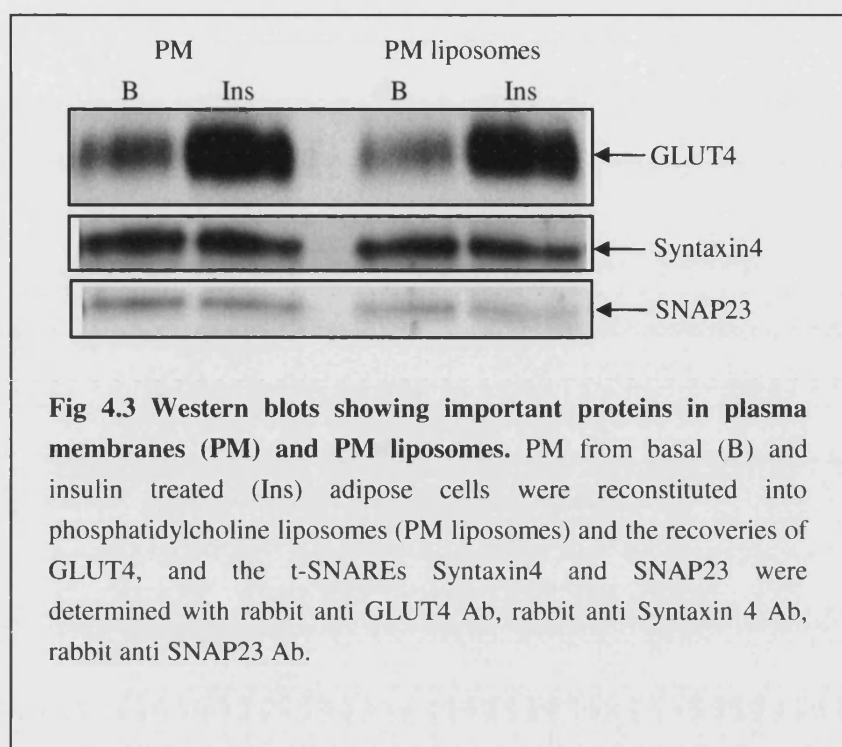 PM PM liposomes
B Ins B Ins
GLUT4
Syntaxin4
SNAP23
Fig 4.3 Western blots showing important proteins in plasma
membranes (PM) and PM liposomes. PM from basal (B) and
insulin treated (Ins) adipose cells were reconstituted into
phosphatidylcholine liposomes (PM liposomes) and the recoveries of
GLUT4, and the t-SNAREs Syntaxin4 and SNAP23 were
determined with rabbit anti GLUT4 Ab, rabbit anti Syntaxin 4 Ab,
rabbit anti SNAP23 Ab.